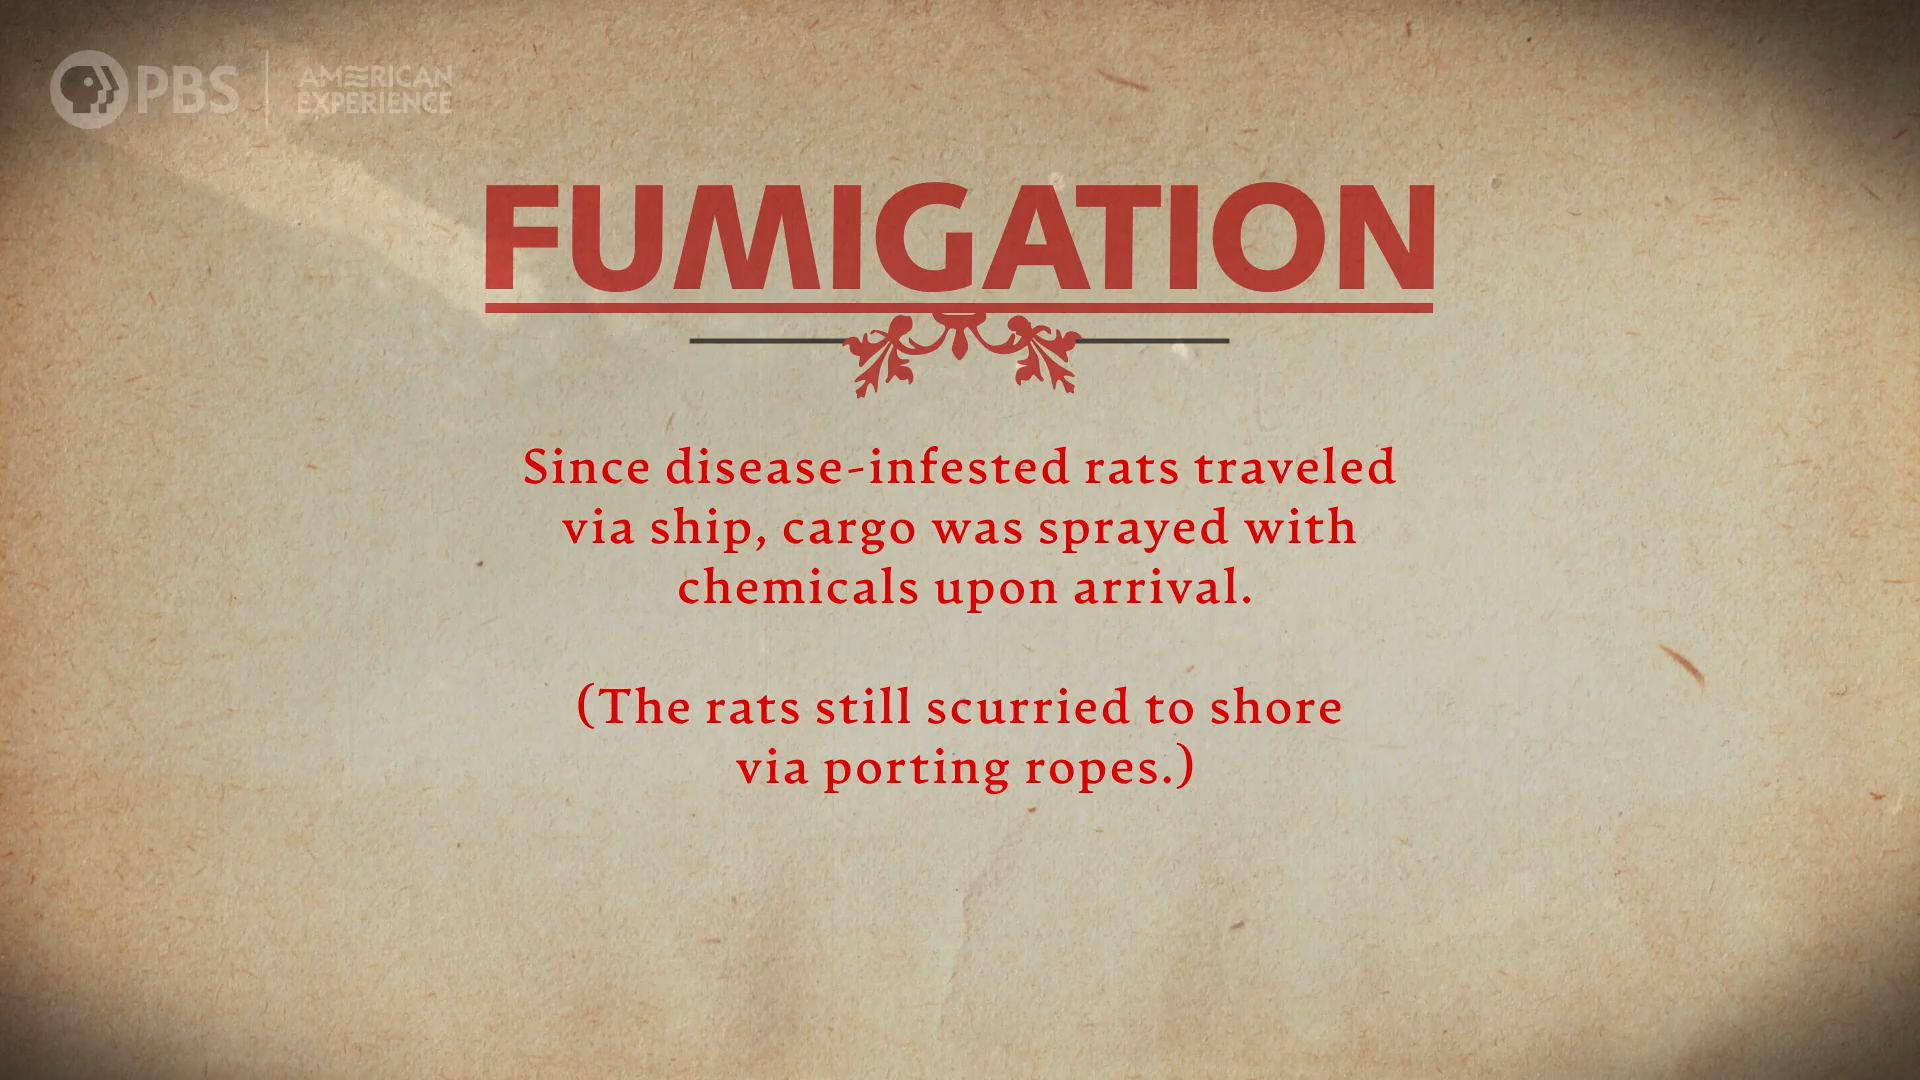 PBS
AMERICAN
EXPERIENCE
FUMIGATION
Since disease-infested rats traveled
via ship, cargo was sprayed with
chemicals upon arrival.
(The rats still scurried to shore
via porting ropes.)